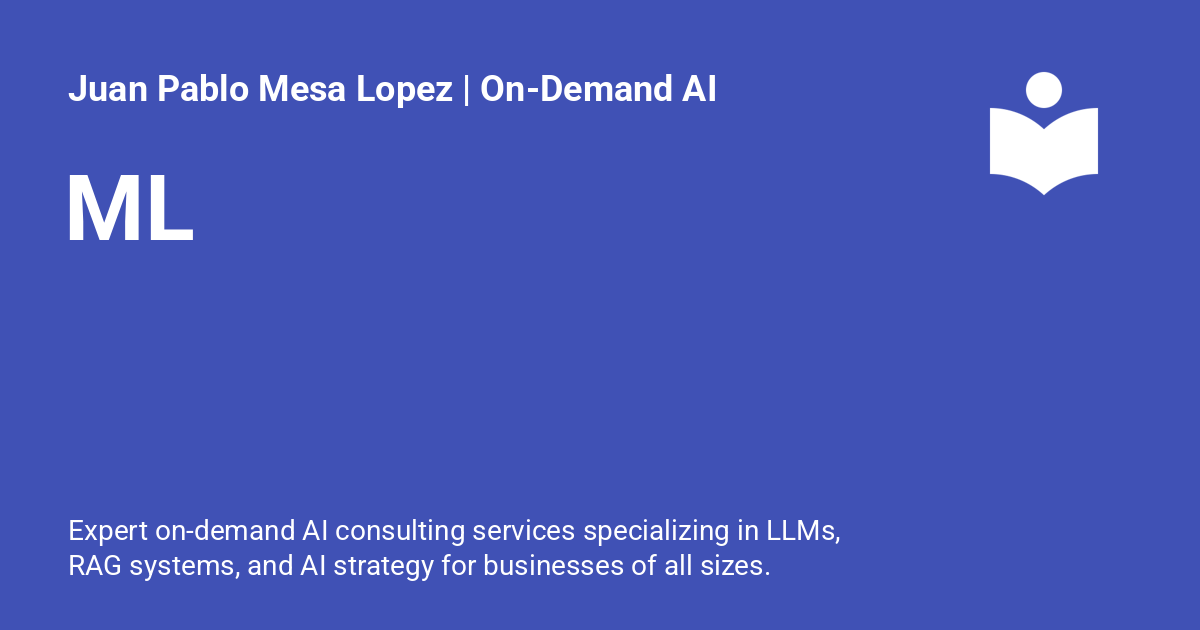 Juan Pablo Mesa Lopez | On-Demand AI
ML
Expert on-demand AI consulting services specializing in LLMs,
RAG systems, and AI strategy for businesses of all sizes.